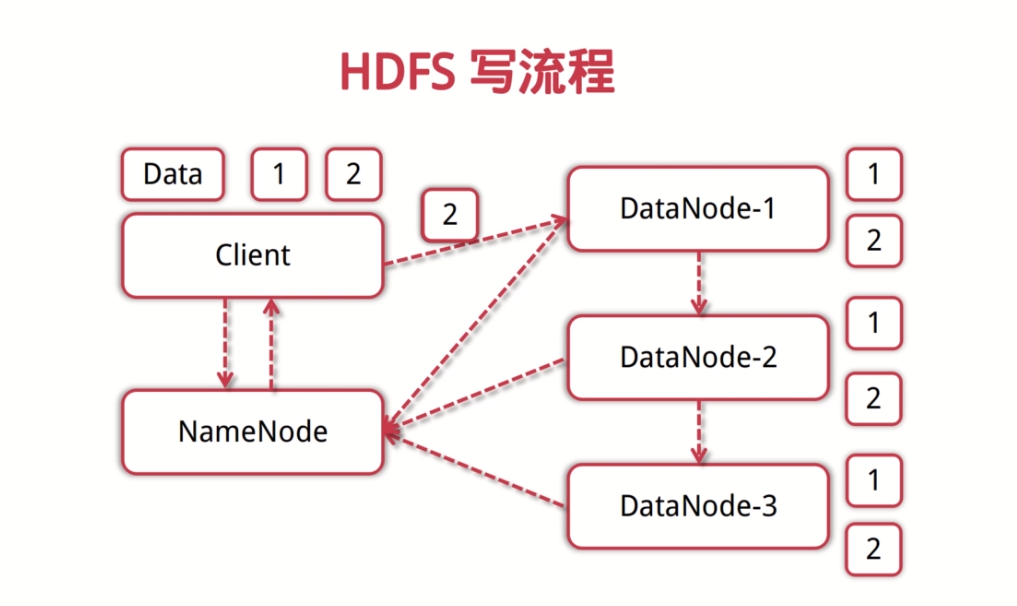 HDFS 写流程
Data 1 2
Client
2
DataNode-1
1
2
DataNode-2
1
2
NameNode
DataNode-3
1
2